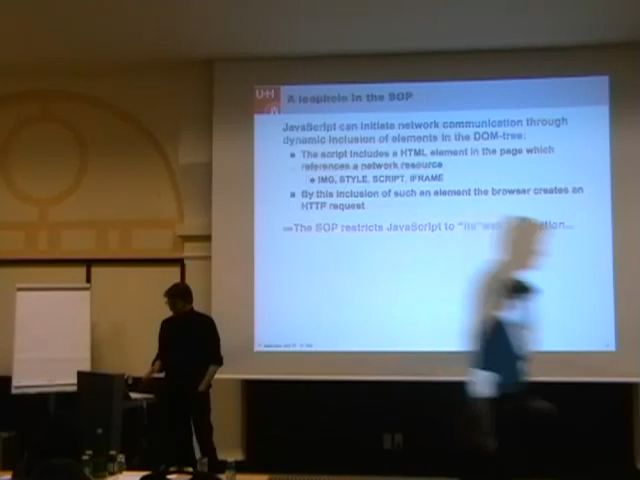 UH
A loophole in the SOP
JavaScript can initiate network communication through
dynamic inclusion of elements in the DOM-tree:
The script includes a HTML element in the page which
references a network resource
IMG, STYLE, SCRIPT, IFRAME
By this inclusion of such an element the browser creates an
HTTP request
The SOP restricts JavaScript to "its"